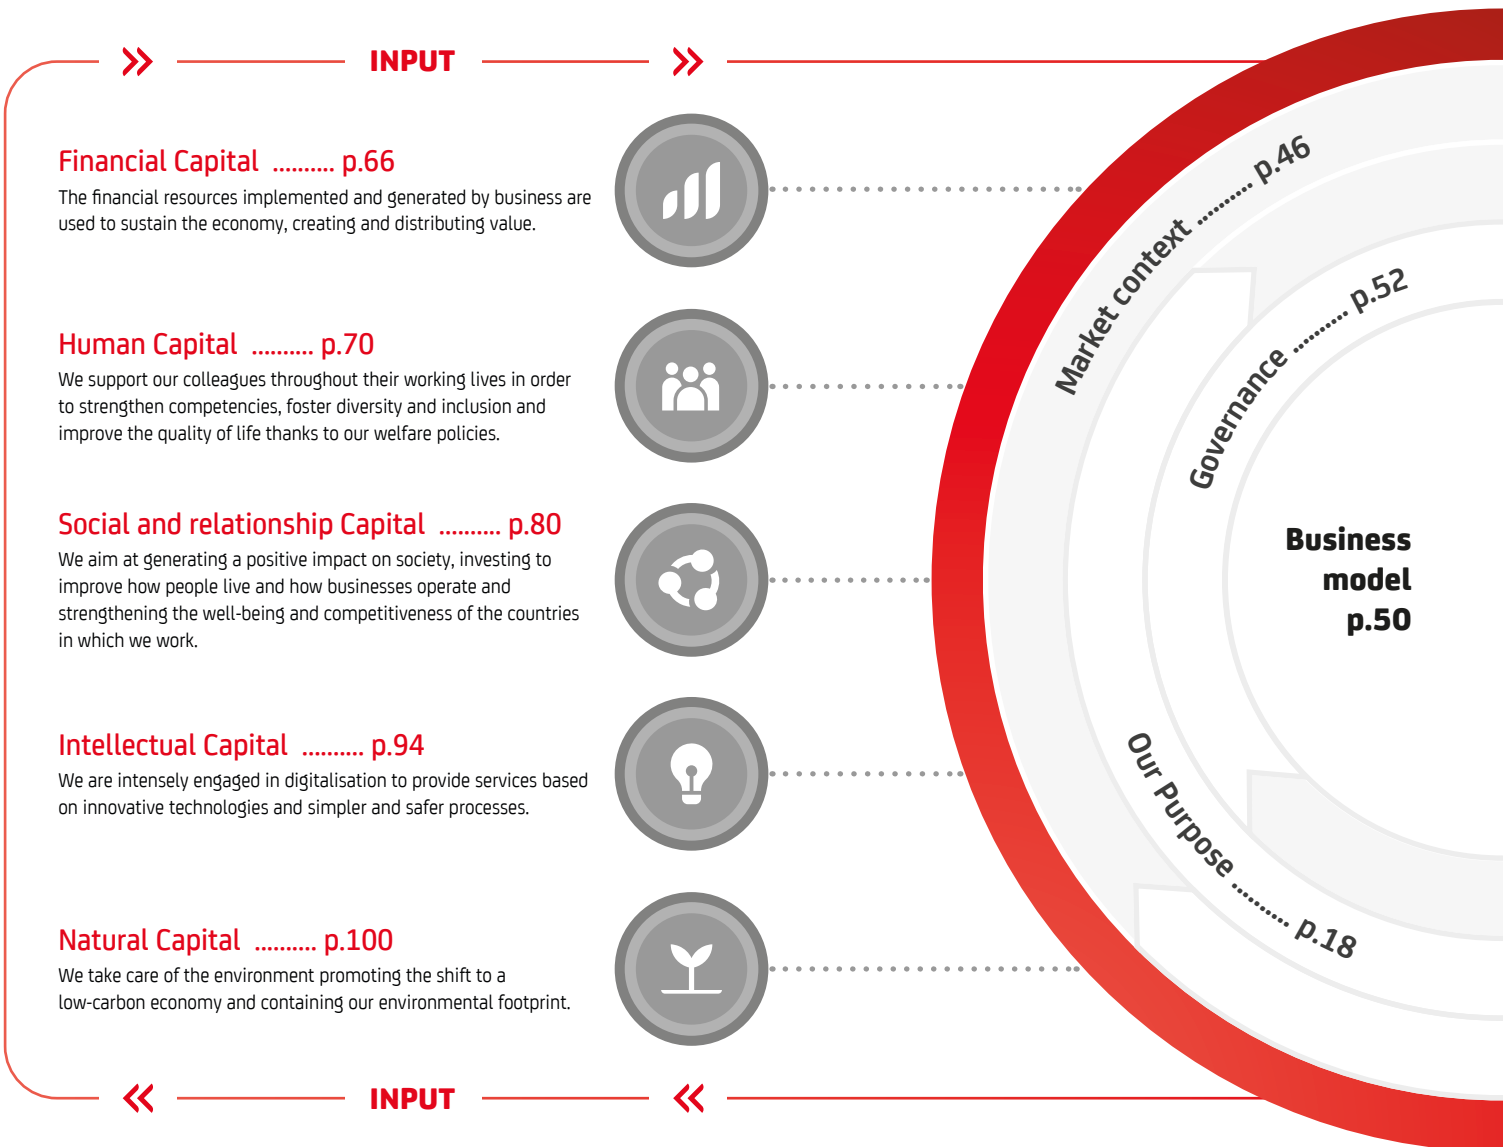 INPUT
Financial Capital .......... p.66
The financial resources implemented and generated by business are
used to sustain the economy, creating and distributing value.
Human Capital .......... p.70
We support our colleagues throughout their working lives in order
to strengthen competencies, foster diversity and inclusion and
improve the quality of life thanks to our welfare policies.
Social and relationship Capital .......... p.80
We aim at generating a positive impact on society, investing to
improve how people live and how businesses operate and
strengthening the well-being and competitiveness of the countries
in which we work.
Intellectual Capital .......... p.94
We are intensely engaged in digitalisation to provide services based
on innovative technologies and simpler and safer processes.
Natural Capital .......... p.100
We take care of the environment promoting the shift to a
low-carbon economy and containing our environmental footprint.
INPUT
Market context .......... p.46
Governance .......... p.52
Business
model
p.50
Our Purpose .......... p.18